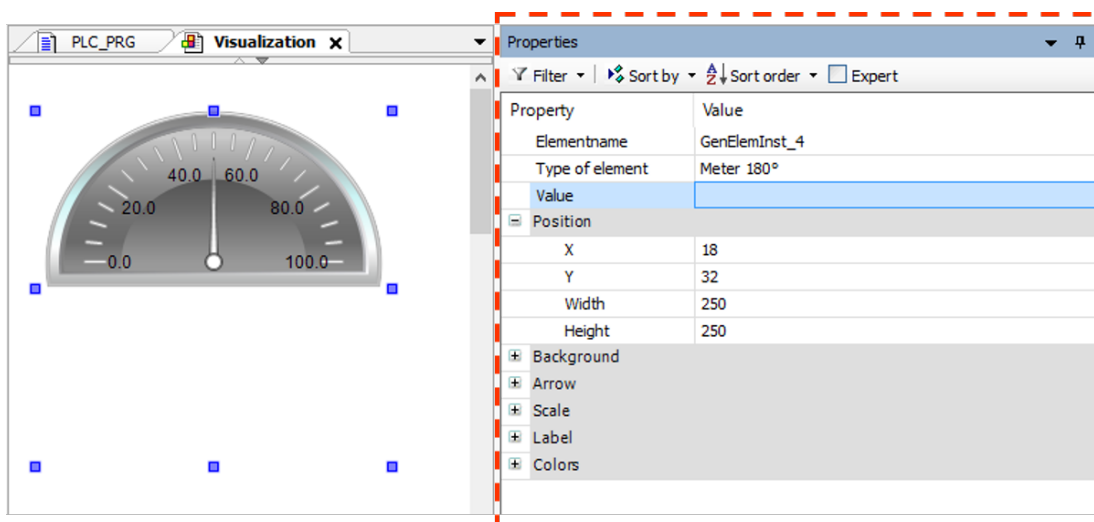 PLC_PRG Visualization x
40.0 60.0
20.0 80.0
0.0 100.0
Properties
Filter Sort by Sort order Expert
Property Value
Elementname GenElemInst_4
Type of element Meter 180°
Value
Position
X 18
Y 32
Width 250
Height 250
Background
Arrow
Scale
Label
Colors